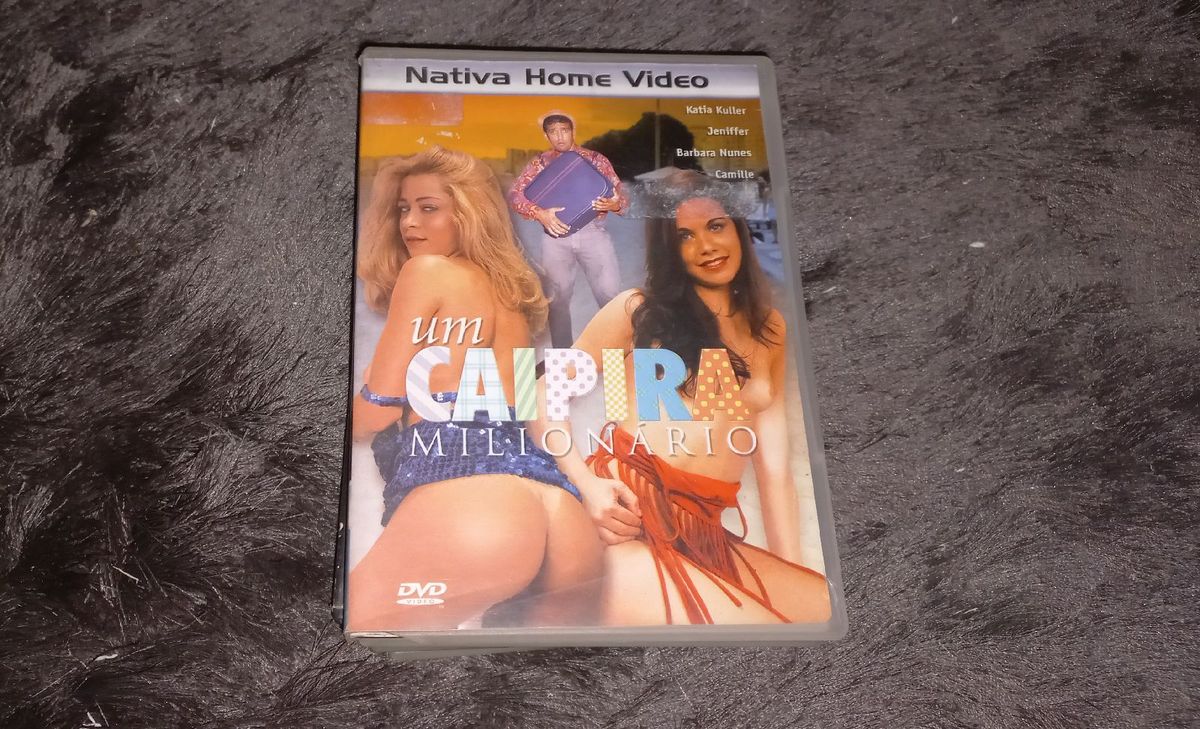 Nativa Home Video
Katia Kuller
Jeniffer
Barbara Nunes
Camille
um
CAIPIRA
MILIONÁRIO
DVD
VIDEO